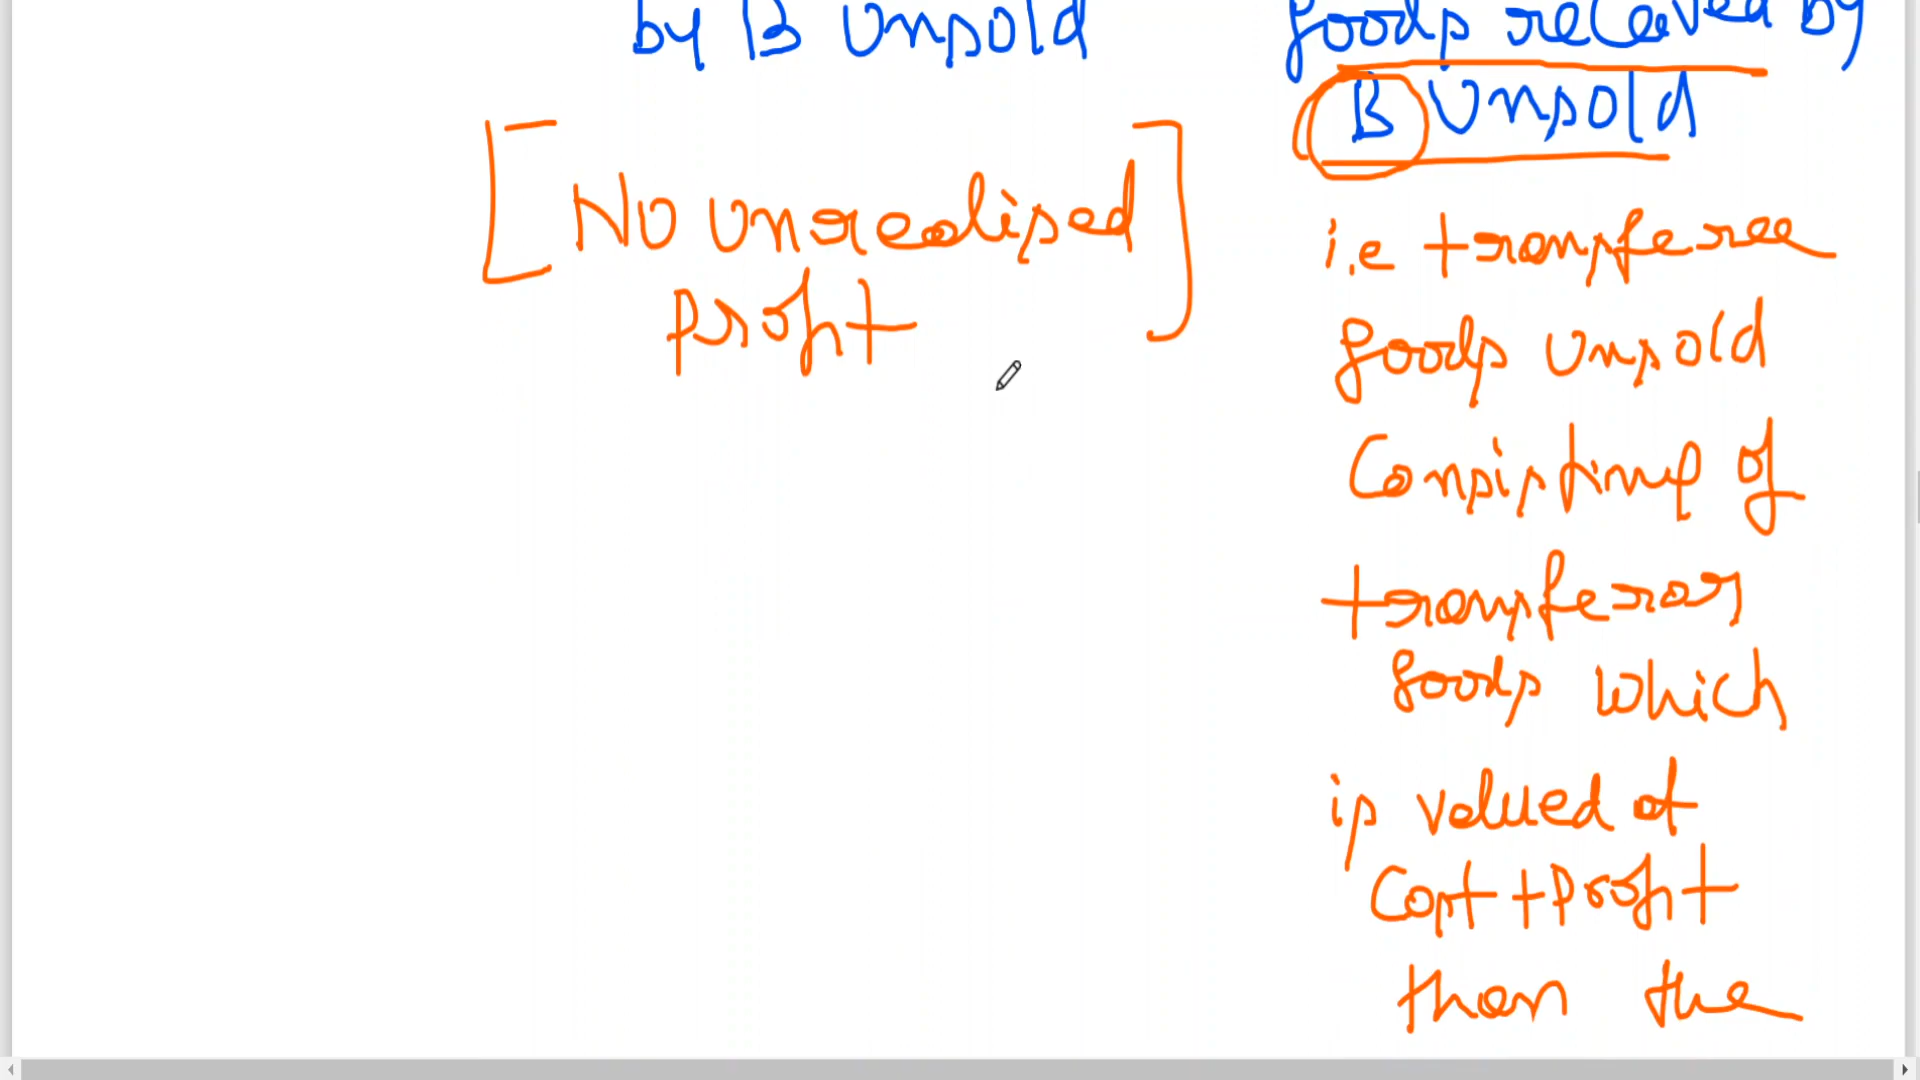 by B Unsold
[No unrealised
Profit]
goods received by
B Unsold
i.e transferee
goods unsold
Consisting of
transferor
goods which
is valued at
Cost + Profit
then the